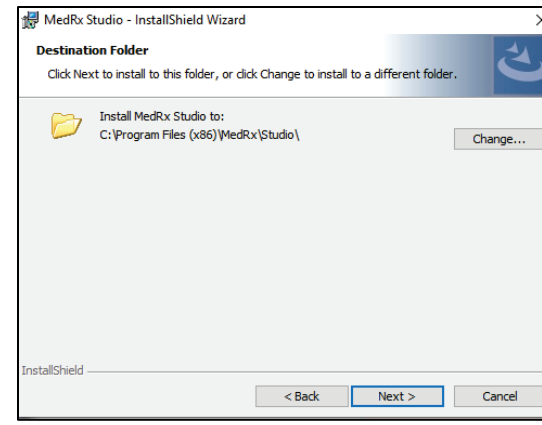 MedRx Studio - InstallShield Wizard
Destination Folder
Click Next to install to this folder, or click Change to install to a different folder.
Install MedRx Studio to:
C:\Program Files (x86)\MedRx\Studio\
Change...
InstallShield
< Back
Next >
Cancel